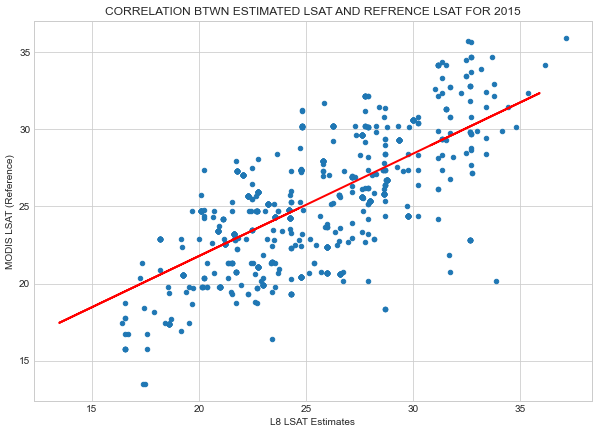 CORRELATION BTWN ESTIMATED LSAT AND REFRENCE LSAT FOR 2015
MODIS LSAT (Reference)
35
30
25
20
15
15 20 25 30 35
L8 LSAT Estimates